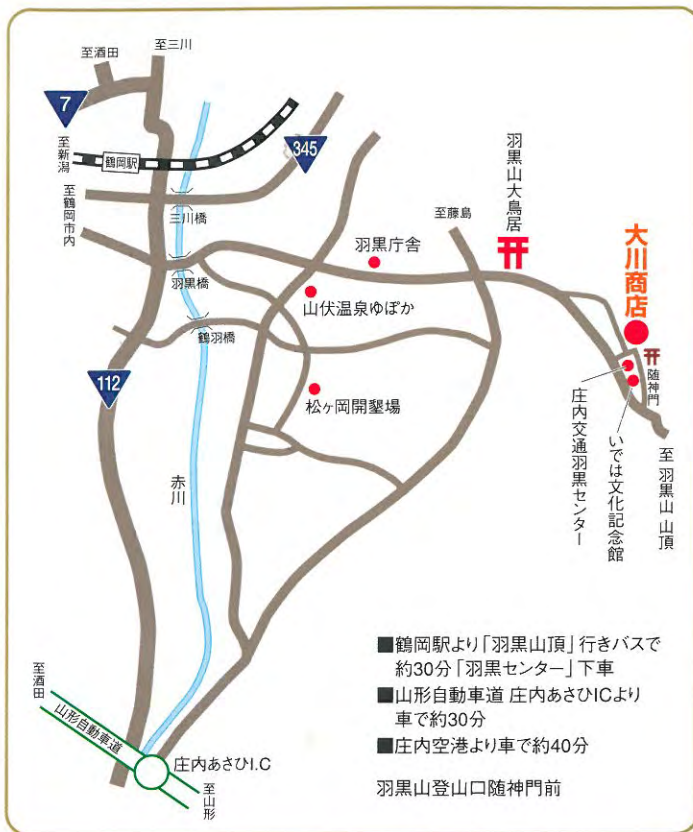 至酒田
至三川
7
至新潟
鶴岡駅
345
至鶴岡市内
三川橋
羽黒橋
鶴羽橋
112
赤川
羽黒庁舎
山伏温泉ゆぽか
松ヶ岡開墾場
至藤島
羽黒山大鳥居
大川商店
随神門
庄内交通羽黒センター
いでは文化記念館
至 羽黒山 山頂
■鶴岡駅より「羽黒山頂」行きバスで
約30分「羽黒センター」下車
■山形自動車道 庄内あさひICより
車で約30分
■庄内空港より車で約40分
羽黒山登山口随神門前
至酒田
山形自動車道
庄内あさひI.C
至山形